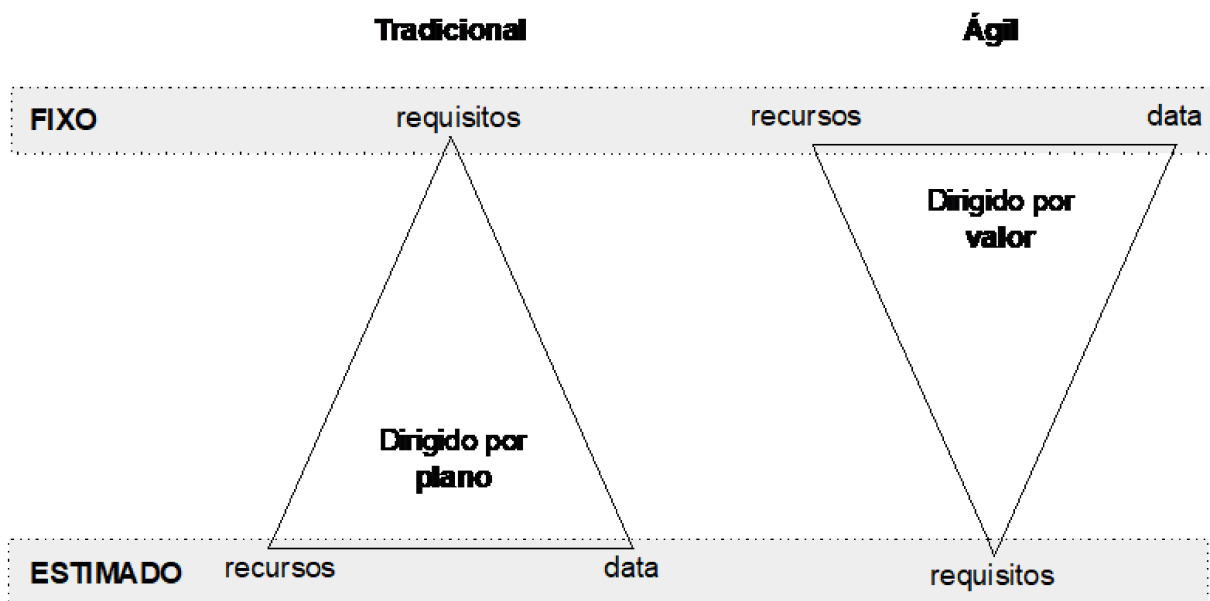 Tradicional
Ágil
FIXO
requisitos
recursos
data
Dirigido por
valor
Dirigido por
plano
ESTIMADO
recursos
data
requisitos